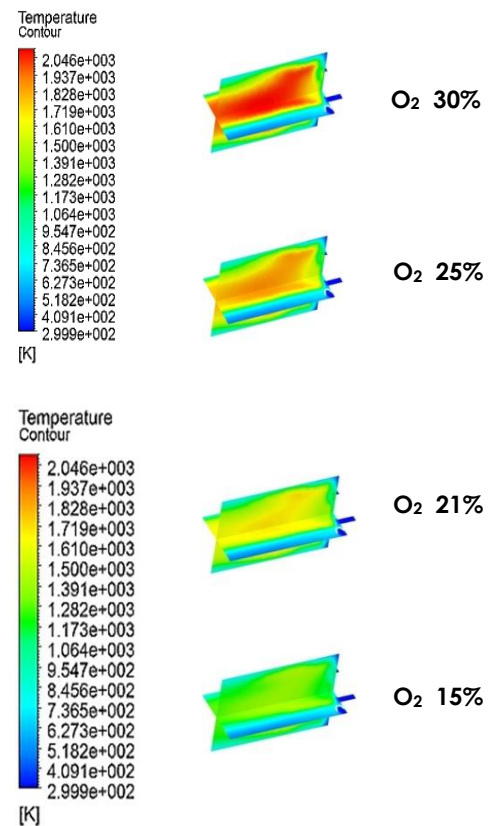 Temperature
Contour
2.046e+003
1.937e+003
1.828e+003
1.719e+003
1.610e+003
1.500e+003
1.391e+003
1.282e+003
1.173e+003
1.064e+003
9.547e+002
8.456e+002
7.365e+002
6.273e+002
5.182e+002
4.091e+002
2.999e+002
[K]
O₂ 30%
O₂ 25%
Temperature
Contour
2.046e+003
1.937e+003
1.828e+003
1.719e+003
1.610e+003
1.500e+003
1.391e+003
1.282e+003
1.173e+003
1.064e+003
9.547e+002
8.456e+002
7.365e+002
6.273e+002
5.182e+002
4.091e+002
2.999e+002
[K]
O₂ 21%
O₂ 15%